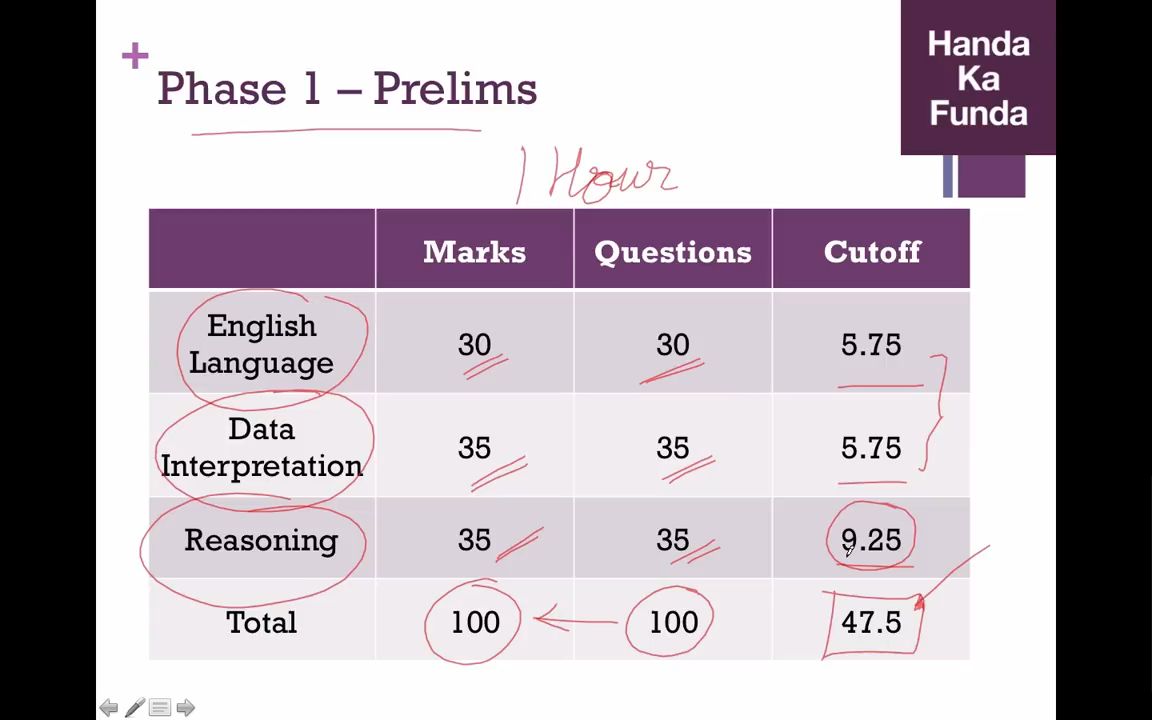 Handa
Ka
Funda
+
Phase 1 – Prelims
1 Hour
Marks Questions Cutoff
English
Language 30 30 5.75
Data
Interpretation 35 35 5.75
Reasoning 35 35 9.25
Total 100 100 47.5